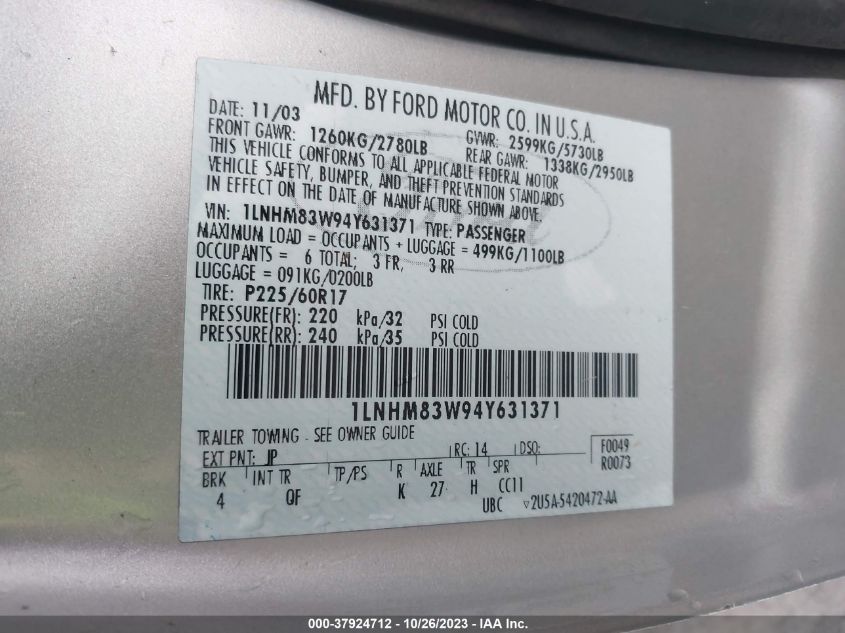 MFD. BY FORD MOTOR CO. IN U.S.A.
DATE: 11/03 GVWR: 2599KG/5730LB
FRONT GAWR: 1260KG/2780LB REAR GAWR: 1338KG/2950LB
THIS VEHICLE CONFORMS TO ALL APPLICABLE FEDERAL MOTOR
VEHICLE SAFETY, BUMPER, AND THEFT PREVENTION STANDARDS
IN EFFECT ON THE DATE OF MANUFACTURE SHOWN ABOVE.
VIN: 1LNHM83W94Y631371 TYPE: PASSENGER
MAXIMUM LOAD = OCCUPANTS + LUGGAGE = 499KG/1100LB
OCCUPANTS = 6 TOTAL; 3 FR, 3 RR
LUGGAGE = 091KG/0200LB
TIRE: P225/60R17
PRESSURE(FR): 220 kPa/32 PSI COLD
PRESSURE(RR): 240 kPa/35 PSI COLD
1LNHM83W94Y631371
TRAILER TOWING - SEE OWNER GUIDE
EXT PNT: JP RC: 14 DSO: F0049
R0073
BRK INT TR TP/PS R AXLE TR SPR
4 QF K 27 H CC11
UBC ▽2U5A-5420472-AA
000-37924712 - 10/26/2023 - IAA Inc.